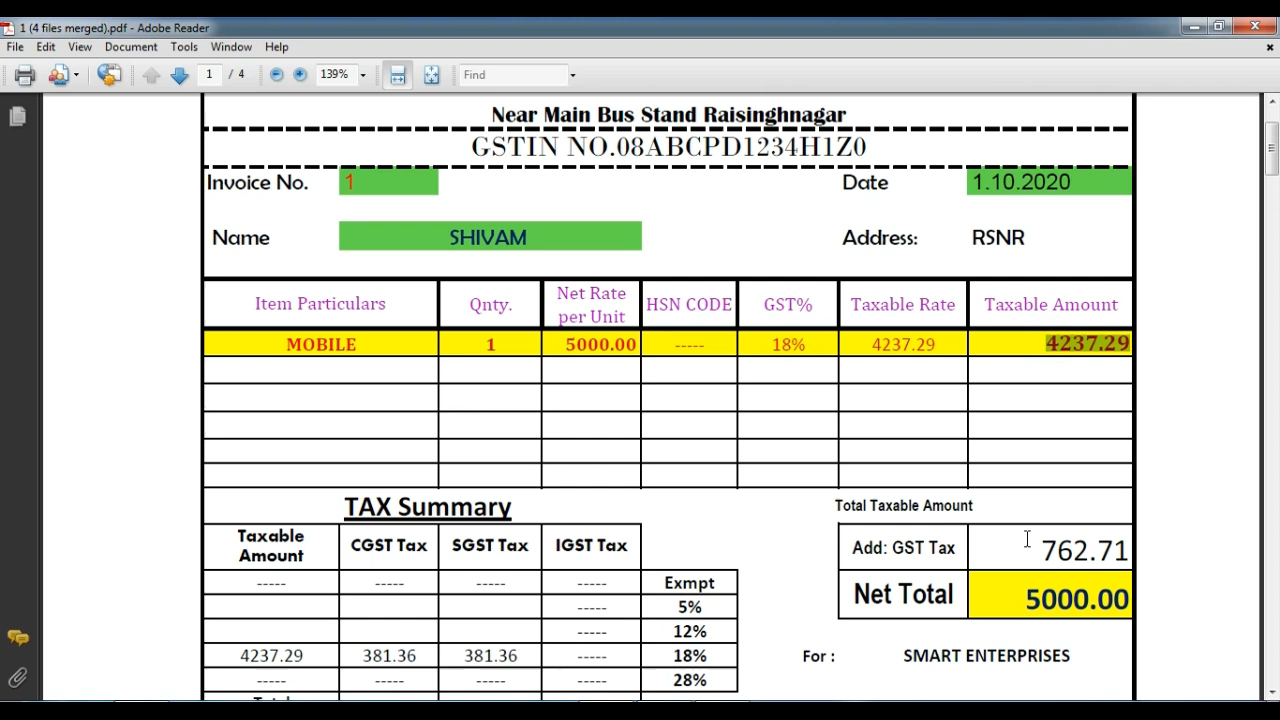 1 (4 files merged).pdf - Adobe Reader
File Edit View Document Tools Window Help
1 / 4 139% Find
Near Main Bus Stand Raisinghnagar
GSTIN NO.08ABCPD1234H1Z0
Invoice No. 1 Date 1.10.2020
Name SHIVAM Address: RSNR
Item Particulars Qnty. Net Rate per Unit HSN CODE GST% Taxable Rate Taxable Amount
MOBILE 1 5000.00 ----- 18% 4237.29 4237.29
TAX Summary Total Taxable Amount
Taxable Amount CGST Tax SGST Tax IGST Tax Add: GST Tax 762.71
----- ----- ----- ----- Exmpt Net Total 5000.00
----- 5%
----- 12%
4237.29 381.36 381.36 ----- 18% For : SMART ENTERPRISES
----- ----- ----- ----- 28%